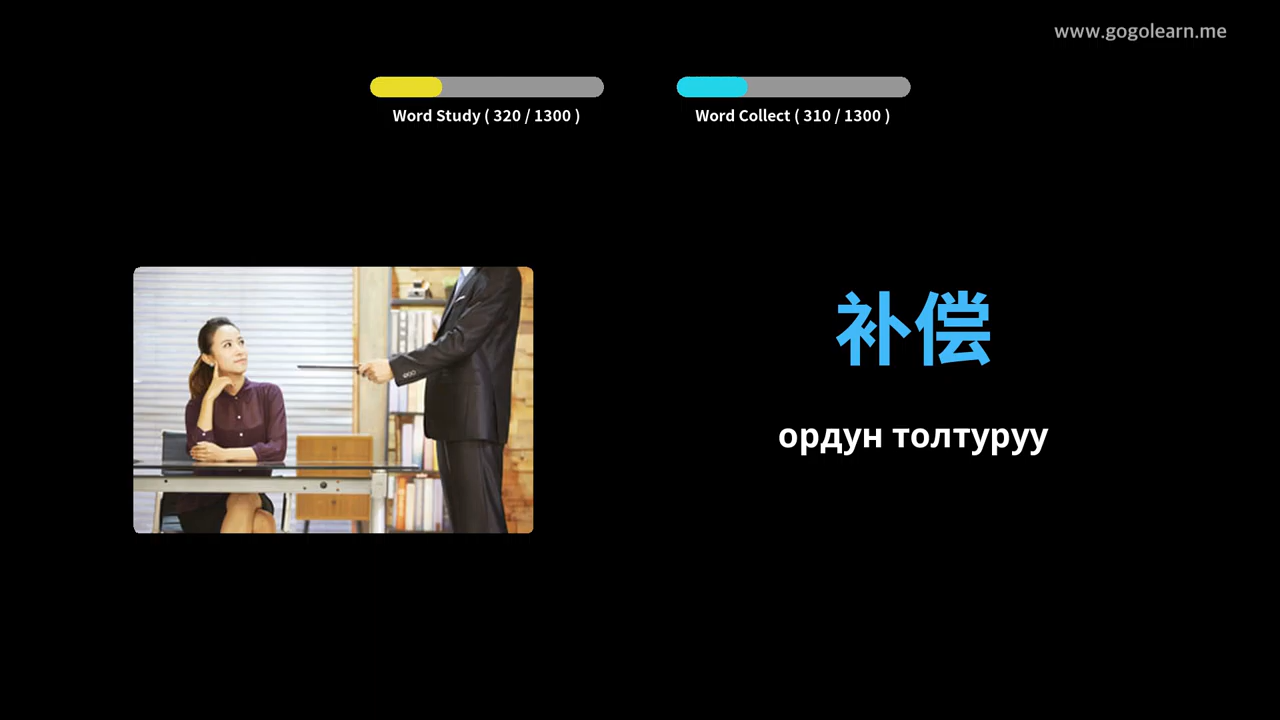 www.gogolearn.me
Word Study ( 320 / 1300 )
Word Collect ( 310 / 1300 )
补偿
ордун толтуруу